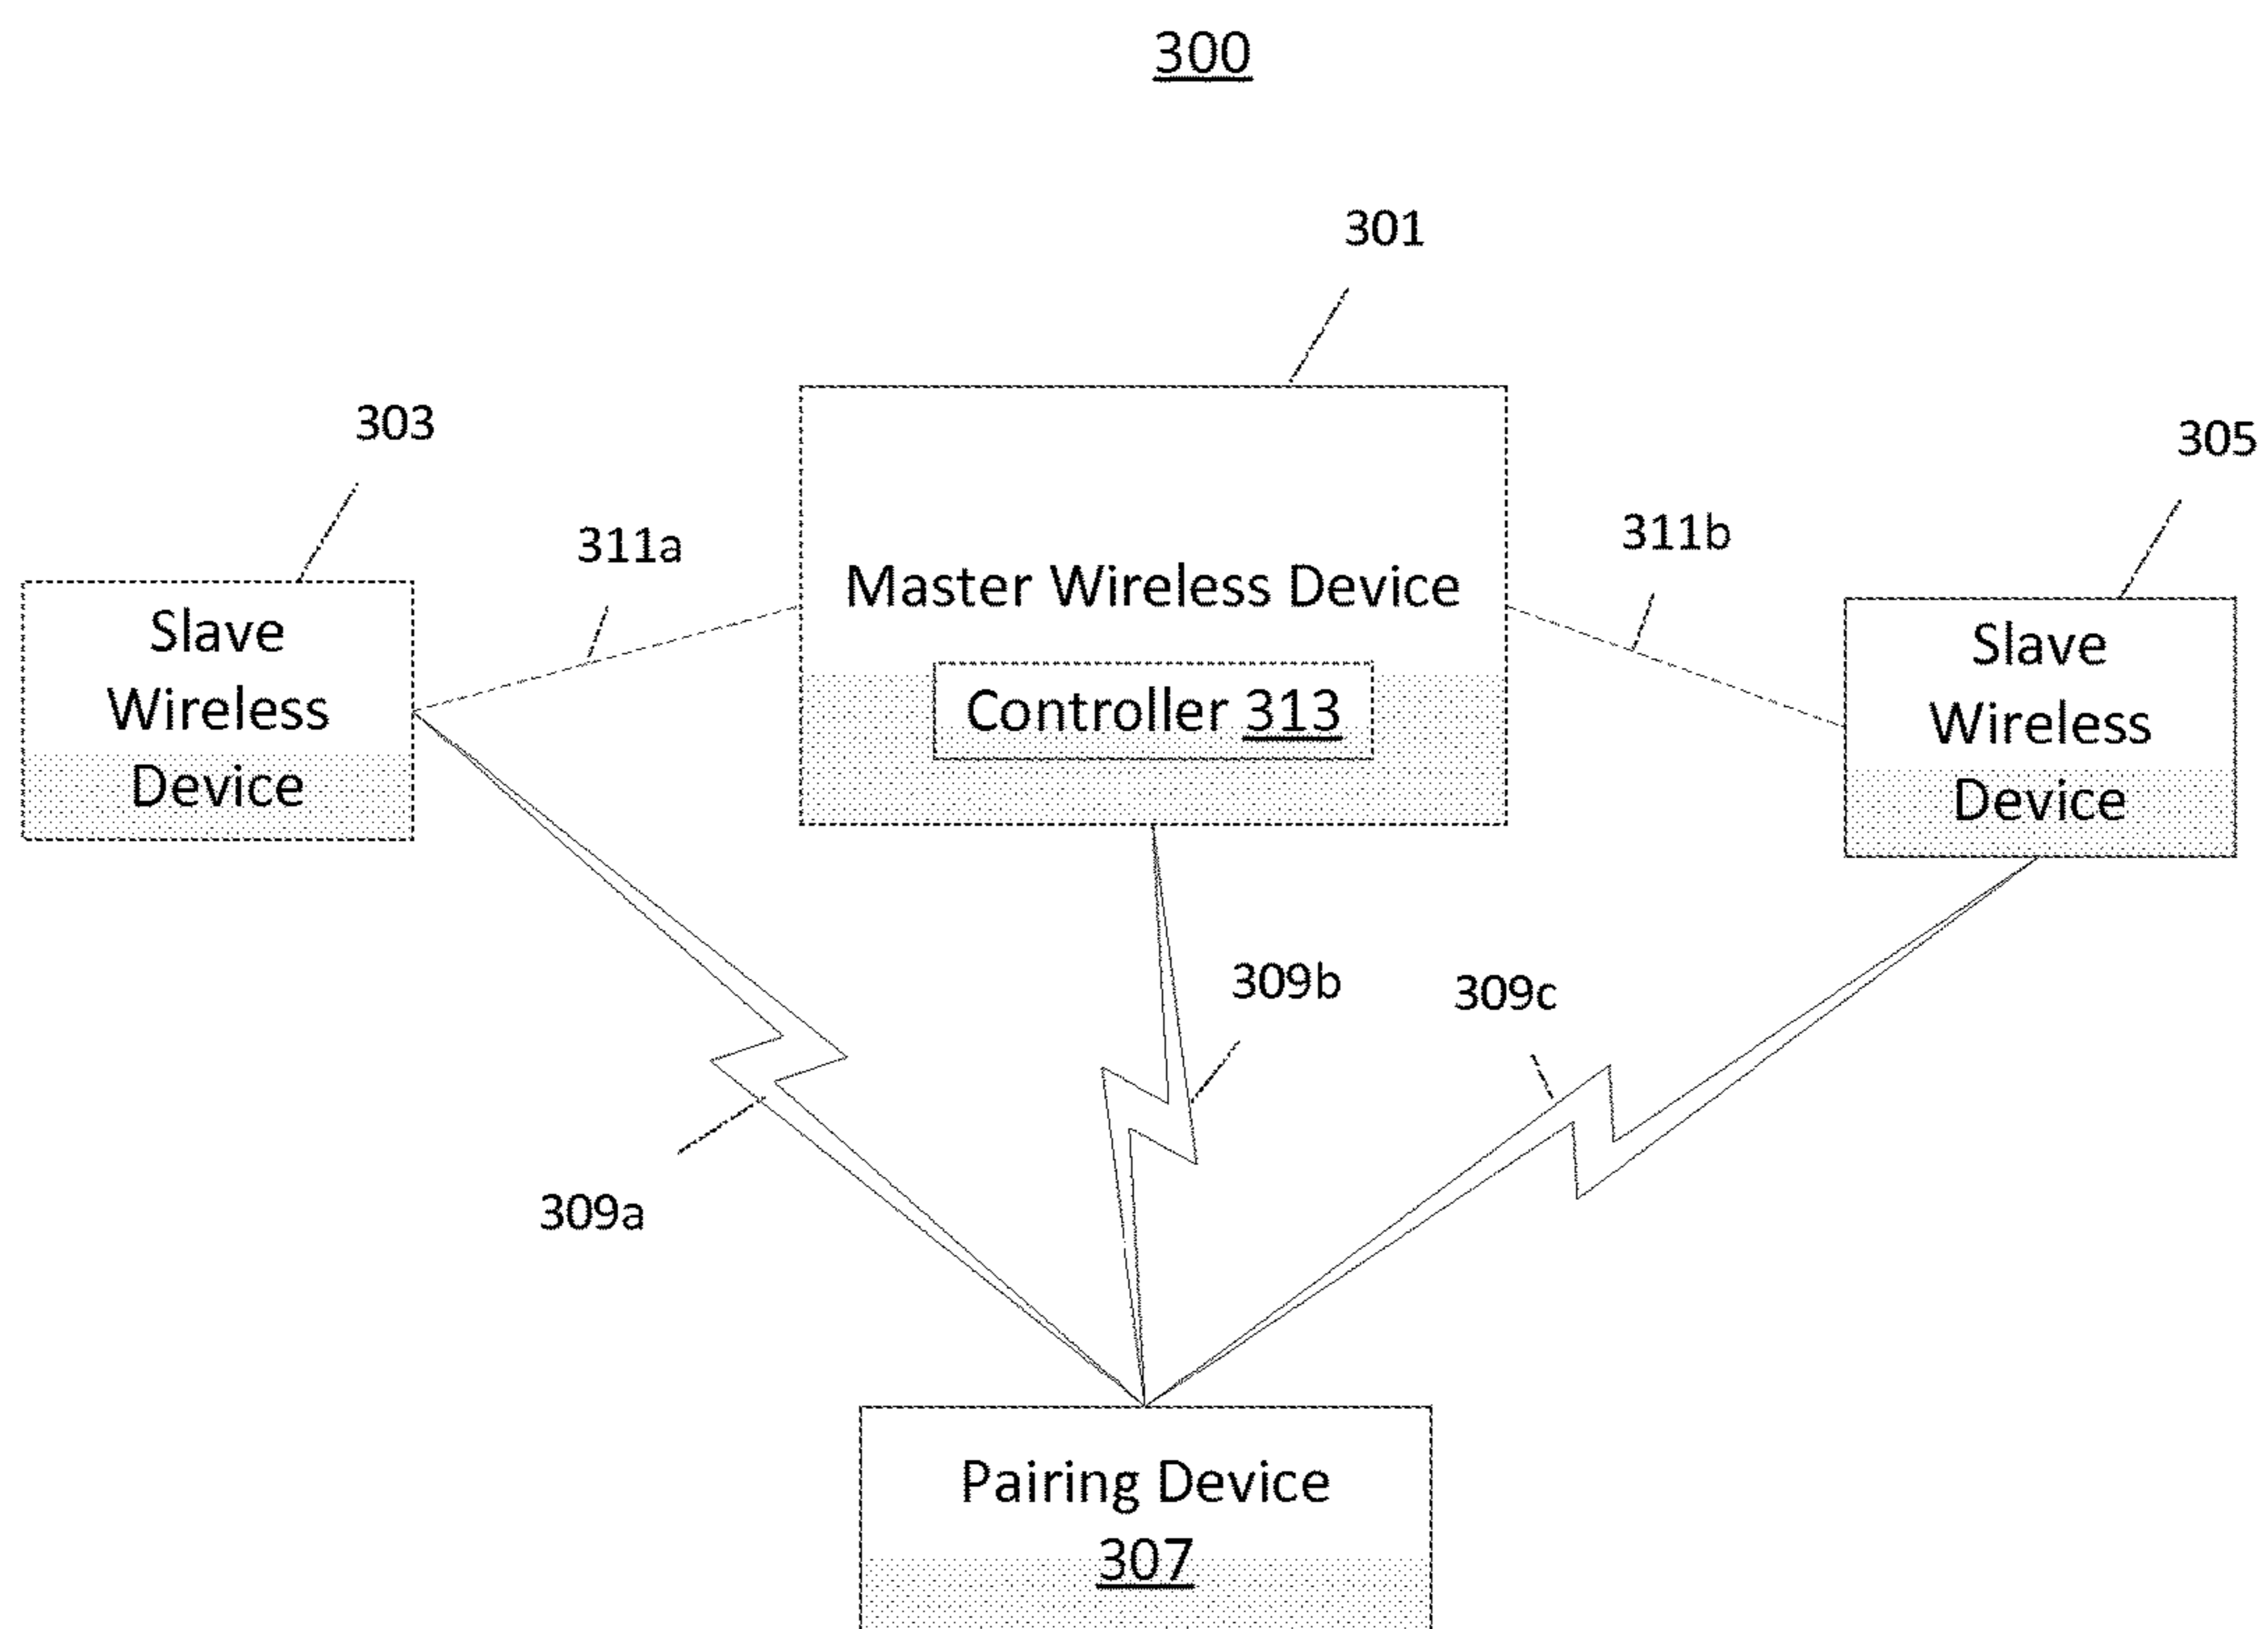 300
301
303
305
311a
311b
Master Wireless Device
Controller 313
Slave
Wireless
Device
Slave
Wireless
Device
309b
309c
309a
Pairing Device
307